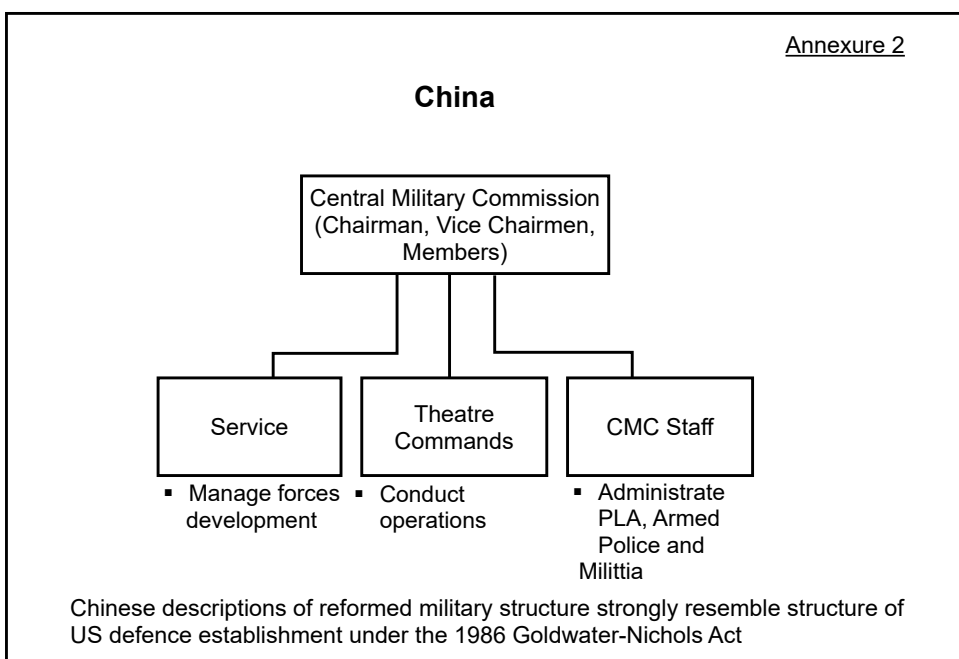 Annexure 2
China
Central Military Commission
(Chairman, Vice Chairmen,
Members)
Service
Theatre
Commands
CMC Staff
▪ Manage forces
development
▪ Conduct
operations
▪ Administrate
PLA, Armed
Police and
Milittia
Chinese descriptions of reformed military structure strongly resemble structure of
US defence establishment under the 1986 Goldwater-Nichols Act